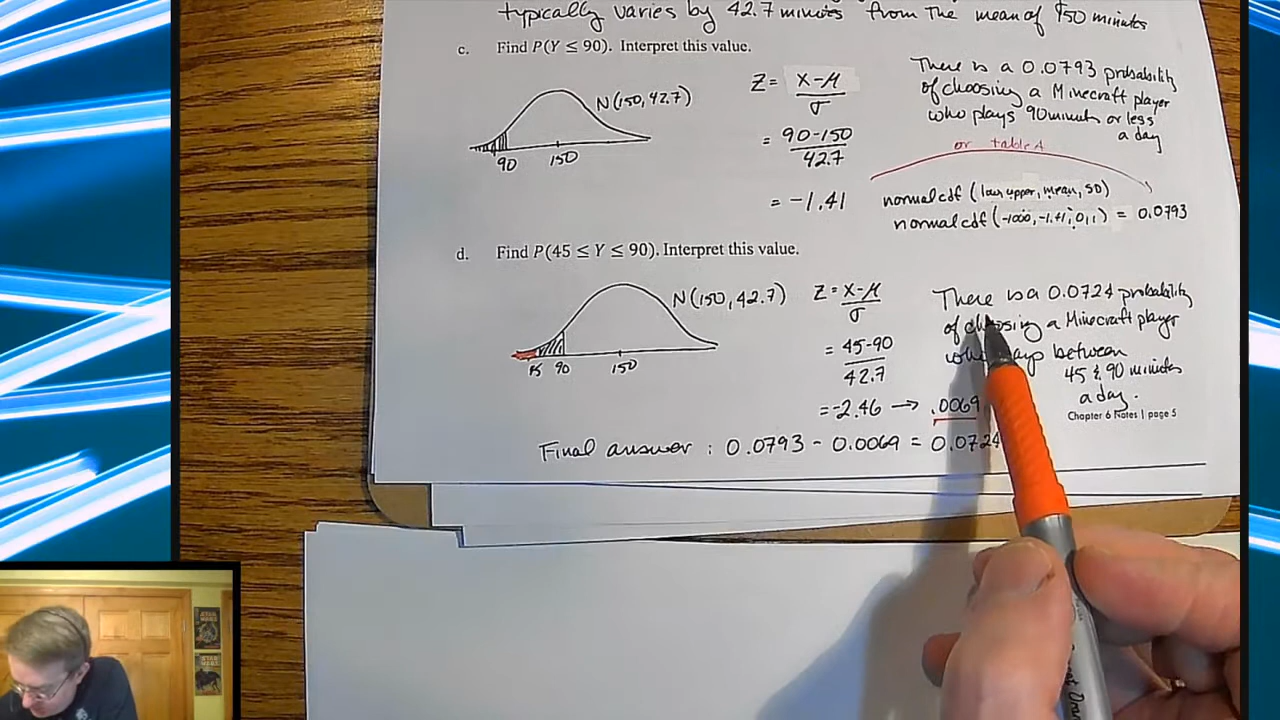 typically varies by 42.7 minutes from the mean of 150 minutes
c. Find P(Y ≤ 90). Interpret this value.
N(150,42.7)
90 150
Z = X-μ
σ
= 90-150
42.7
= -1.41
There is a 0.0793 probability
of choosing a Minecraft player
who plays 90 minutes or less
a day
or table A
normalcdf (low, upper, mean, SD)
normalcdf (-1000, -1.41, 0, 1) = 0.0793
d. Find P(45 ≤ Y ≤ 90). Interpret this value.
N(150, 42.7)
45 90 150
Z = X-μ
σ
= 45-90
42.7
= -2.46 → .0069
There is a 0.0724 probability
of choosing a Minecraft player
who plays between
45 & 90 minutes
a day.
Chapter 6 Notes | page 5
Final answer : 0.0793 - 0.0069 = 0.0724
STAR WARS
STAR WARS